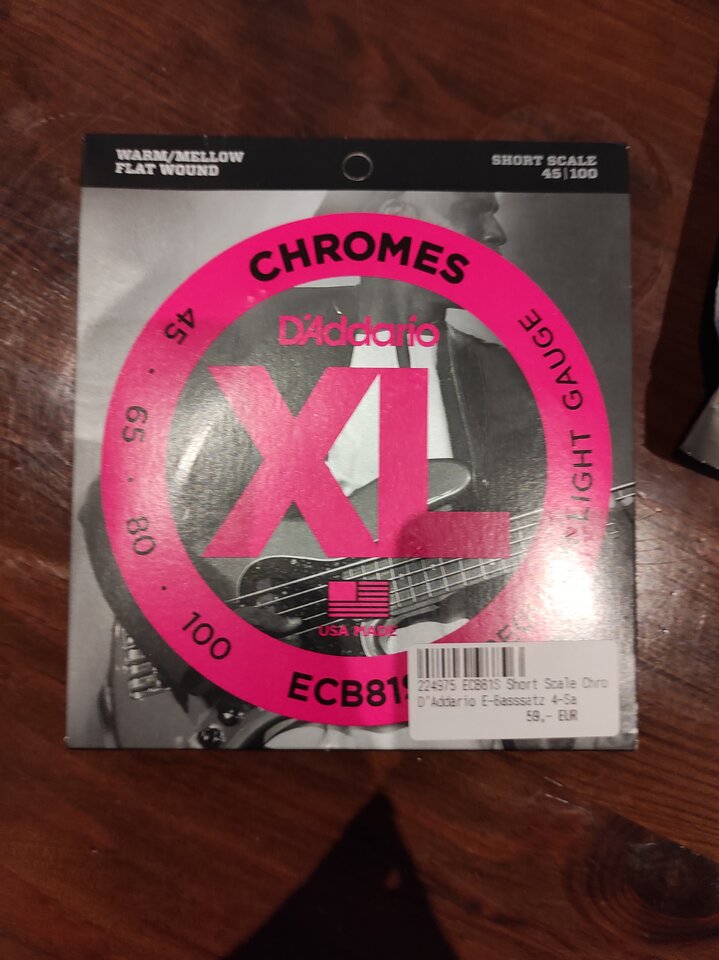 WARM/MELLOW
FLAT WOUND
SHORT SCALE
45|100
CHROMES
D'Addario
XL
45 · 65 · 80 · 100
LIGHT GAUGE
USA MADE
ECB81S
224975 ECB81S Short Scale Chro
D'Addario E-Basssatz 4-Sa
59,- EUR